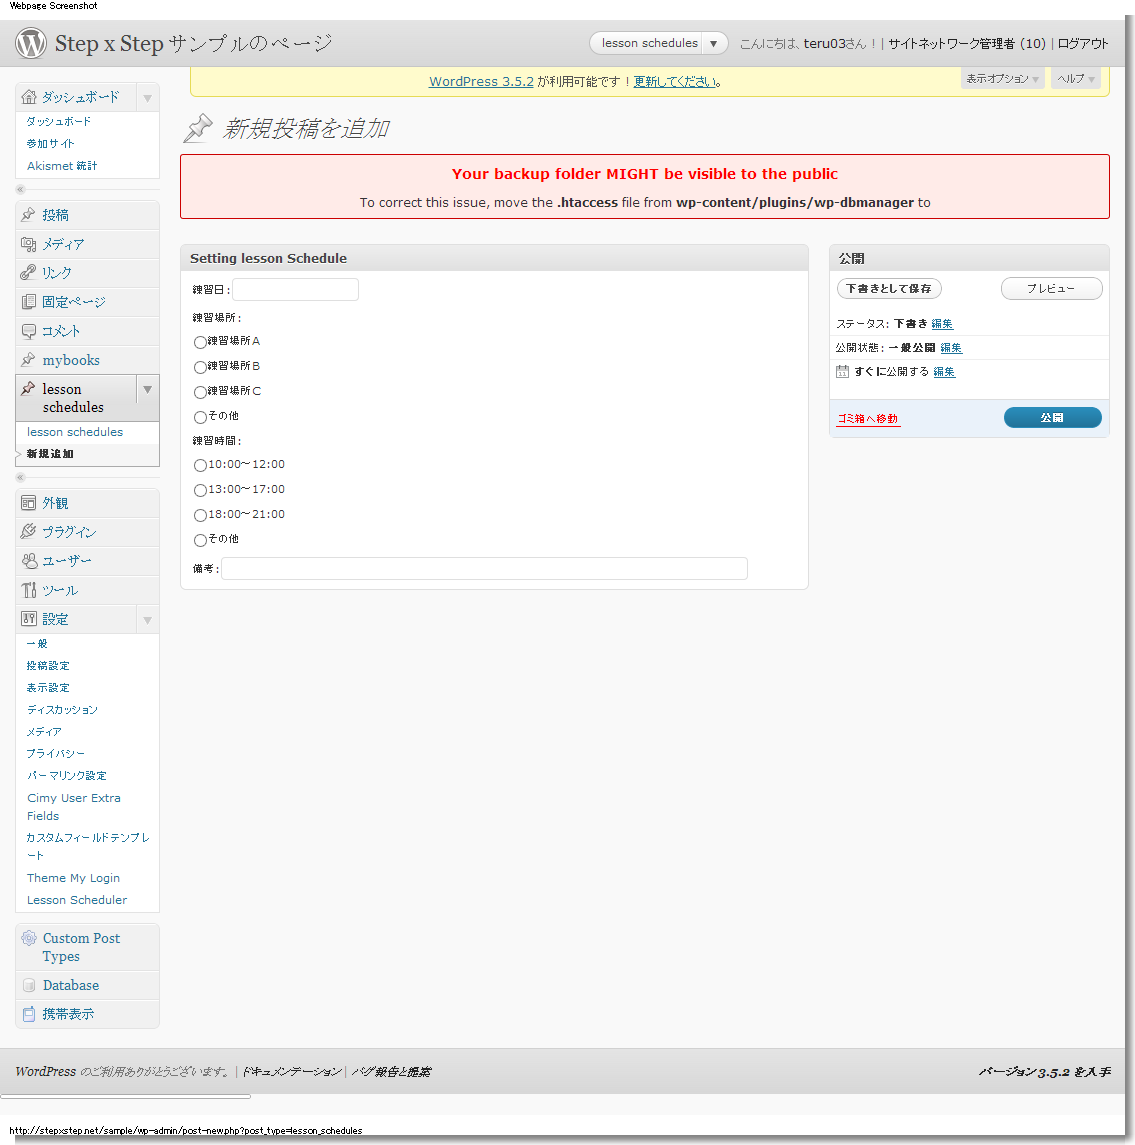 Webpage Screenshot
Step x Step サンプルのページ
lesson schedules
こんにちは、teru03さん！ | サイトネットワーク管理者 (10) | ログアウト
WordPress 3.5.2 が利用可能です！更新してください。
表示オプション
ヘルプ
ダッシュボード
ダッシュボード
参加サイト
Akismet 統計
投稿
メディア
リンク
固定ページ
コメント
mybooks
lesson
schedules
lesson schedules
新規追加
外観
プラグイン
ユーザー
ツール
設定
一般
投稿設定
表示設定
ディスカッション
メディア
プライバシー
パーマリンク設定
Cimy User Extra
Fields
カスタムフィールドテンプレ
ート
Theme My Login
Lesson Scheduler
Custom Post
Types
Database
携帯表示
新規投稿を追加
Your backup folder MIGHT be visible to the public
To correct this issue, move the .htaccess file from wp-content/plugins/wp-dbmanager to
Setting lesson Schedule
練習日:
練習場所:
練習場所A
練習場所B
練習場所C
その他
練習時間:
10:00～12:00
13:00～17:00
18:00～21:00
その他
備考:
公開
下書きとして保存
プレビュー
ステータス: 下書き 編集
公開状態: 一般公開 編集
すぐに公開する 編集
ゴミ箱へ移動
公開
WordPress のご利用ありがとうございます。 | ドキュメンテーション | バグ報告と提案
バージョン 3.5.2 を入手
http://stepxstep.net/sample/wp-admin/post-new.php?post_type=lesson_schedules